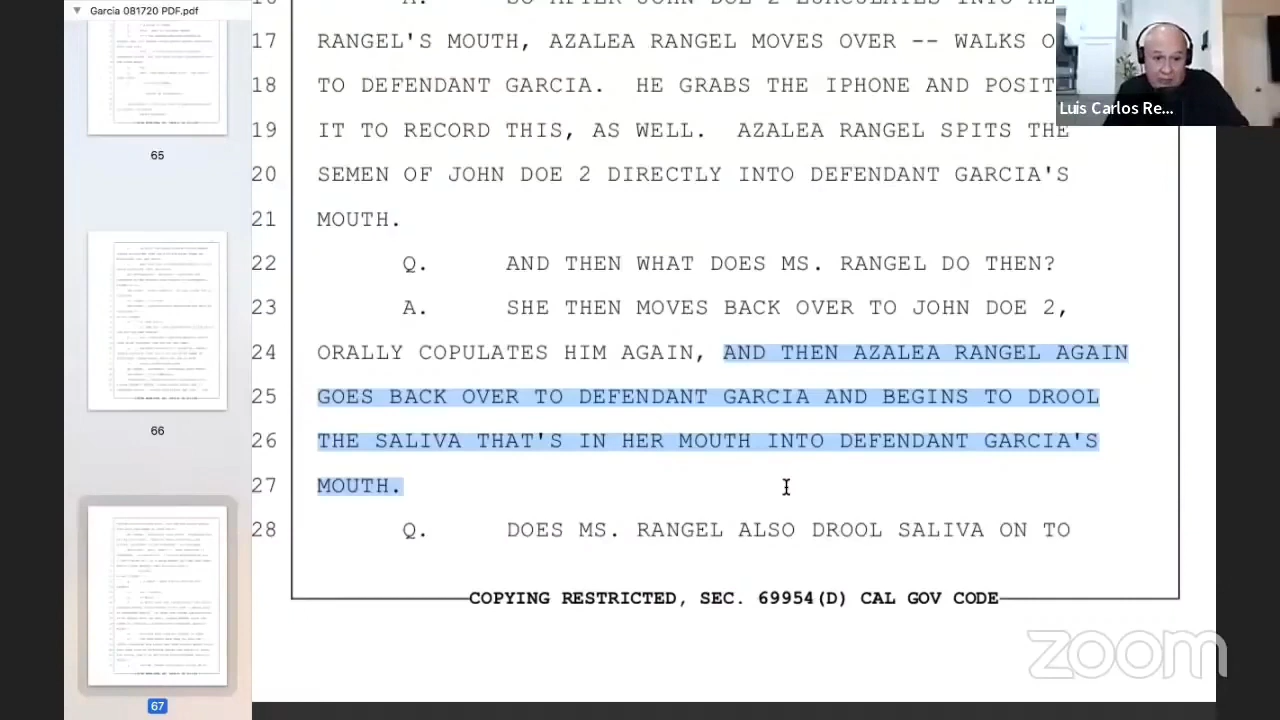 Garcia 081720 PDF.pdf
65
66
67
17 RANGEL'S MOUTH, AZALEA RANGEL MOVES TO --
18 TO DEFENDANT GARCIA. HE GRABS THE IPHONE AND
19 IT TO RECORD THIS, AS WELL. AZALEA RANGEL SPITS THE
20 SEMEN OF JOHN DOE 2 DIRECTLY INTO DEFENDANT GARCIA'S
21 MOUTH.
22 Q. AND THEN WHAT DOES MS. RANGEL DO THEN?
23 A. SHE THEN MOVES BACK OVER TO JOHN DOE 2,
24 ORALLY COPULATES HIM AGAIN, AND SHE, AZALEA RANGEL, AGAIN
25 GOES BACK OVER TO DEFENDANT GARCIA AND BEGINS TO DROOL
26 THE SALIVA THAT'S IN HER MOUTH INTO DEFENDANT GARCIA'S
27 MOUTH.
28 Q. DOES MS. RANGEL ALSO DROOL SALIVA ONTO
COPYING RESTRICTED, SEC. 69954(D) CAL GOV CODE
Luis Carlos Re...
zoom